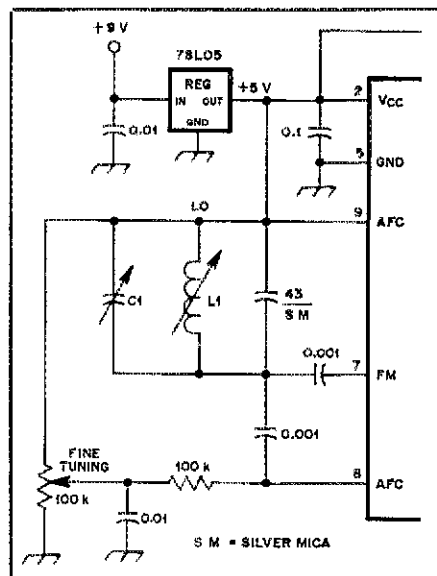 +9 V
78L05
REG
IN OUT
GND
+5 V
0.01
0.1
2
VCC
5
GND
LO
9
AFC
C1
L1
43
S M
0.001
7
FM
0.001
FINE
TUNING
100 k
100 k
0.01
8
AFC
S M = SILVER MICA